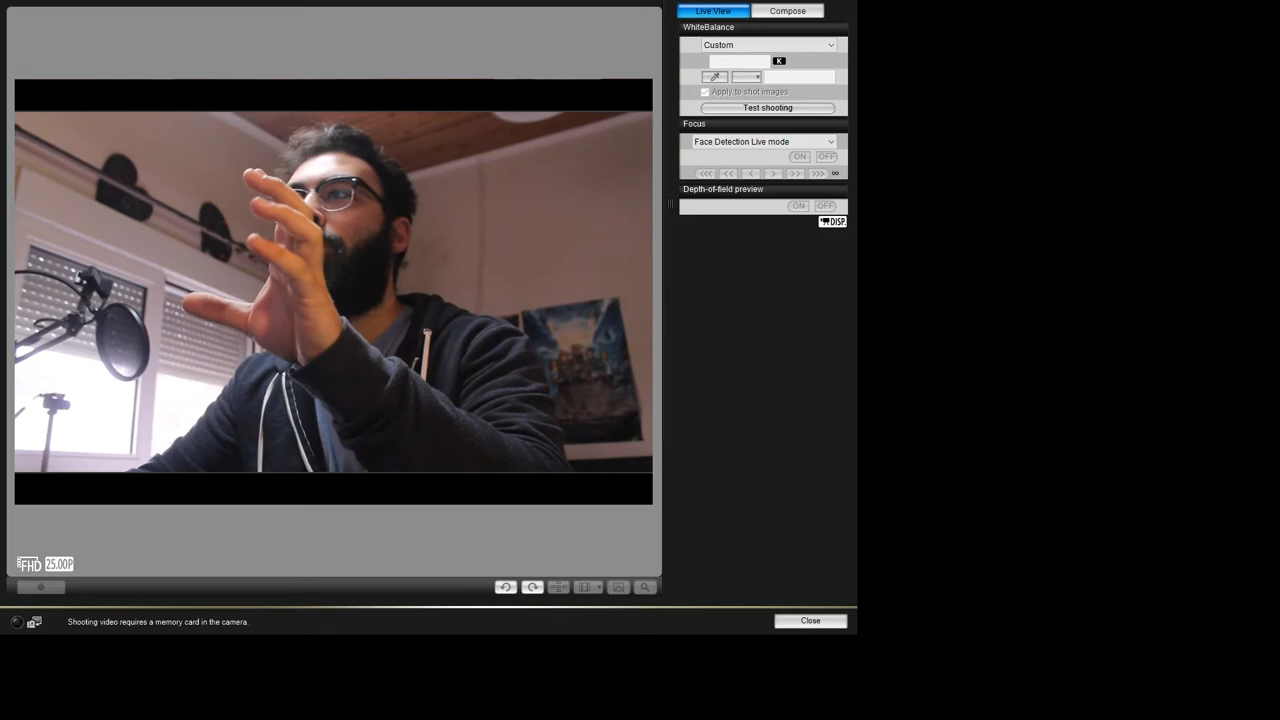 Live View
Compose
WhiteBalance
Custom
K
Apply to shot images
Test shooting
Focus
Face Detection Live mode
ON OFF
<<< << < > >> >>> ∞
Depth-of-field preview
ON OFF
DISP.
FHD 25.00P
Shooting video requires a memory card in the camera.
Close